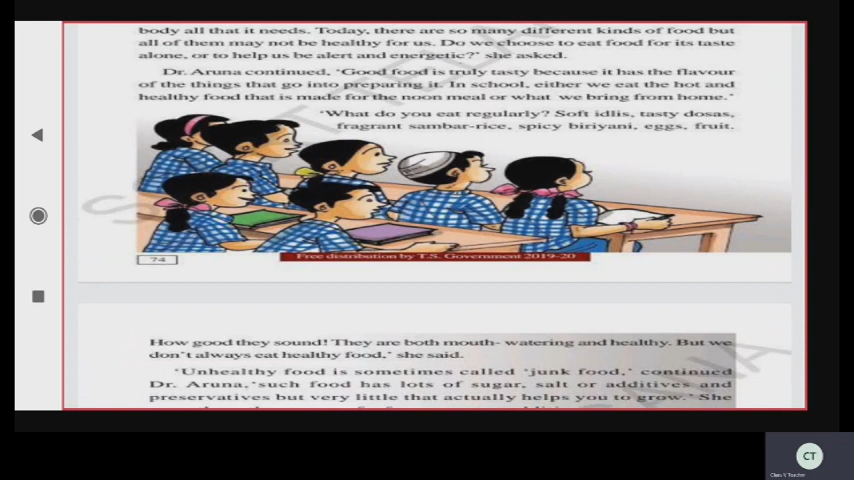 body all that it needs. Today, there are so many different kinds of food but
all of them may not be healthy for us. Do we choose to eat food for its taste
alone, or to help us be alert and energetic?' she asked.
Dr. Aruna continued, 'Good food is truly tasty because it has the flavour
of the things that go into preparing it. In school, either we eat the hot and
healthy food that is made for the noon meal or what we bring from home.'
'What do you eat regularly? Soft idlis, tasty dosas,
fragrant sambar-rice, spicy biriyani, eggs, fruit.
74
Free distribution by T.S. Government 2019-20
How good they sound! They are both mouth- watering and healthy. But we
don't always eat healthy food,' she said.
'Unhealthy food is sometimes called 'junk food,' continued
Dr. Aruna,'such food has lots of sugar, salt or additives and
preservatives but very little that actually helps you to grow.' She
CT
Class V Teacher